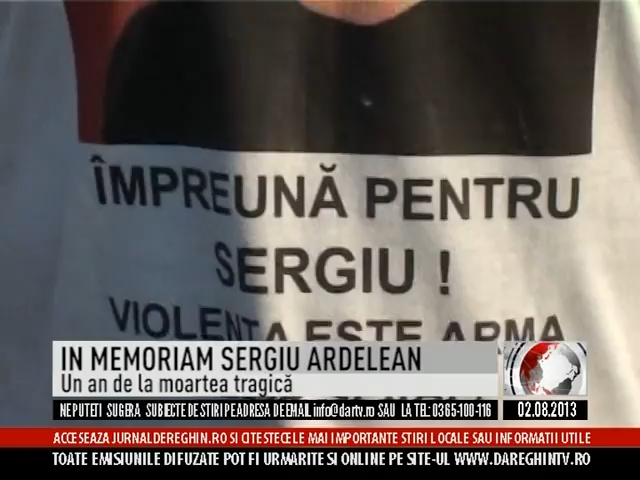 ÎMPREUNĂ PENTRU
SERGIU !
VIOLENȚA ESTE ARMA
IN MEMORIAM SERGIU ARDELEAN
Un an de la moartea tragică
NE PUTETI SUGERA SUBIECTE DE STIRI PE ADRESA DE EMAIL info@dartv.ro SAU LA TEL: 0365-100-116
02.08.2013
ACCESEAZA JURNALDEREGHIN.RO SI CITESTE CELE MAI IMPORTANTE STIRI LOCALE SAU INFORMATII UTILE
TOATE EMISIUNILE DIFUZATE POT FI URMARITE SI ONLINE PE SITE-UL WWW.DAREGHINTV.RO